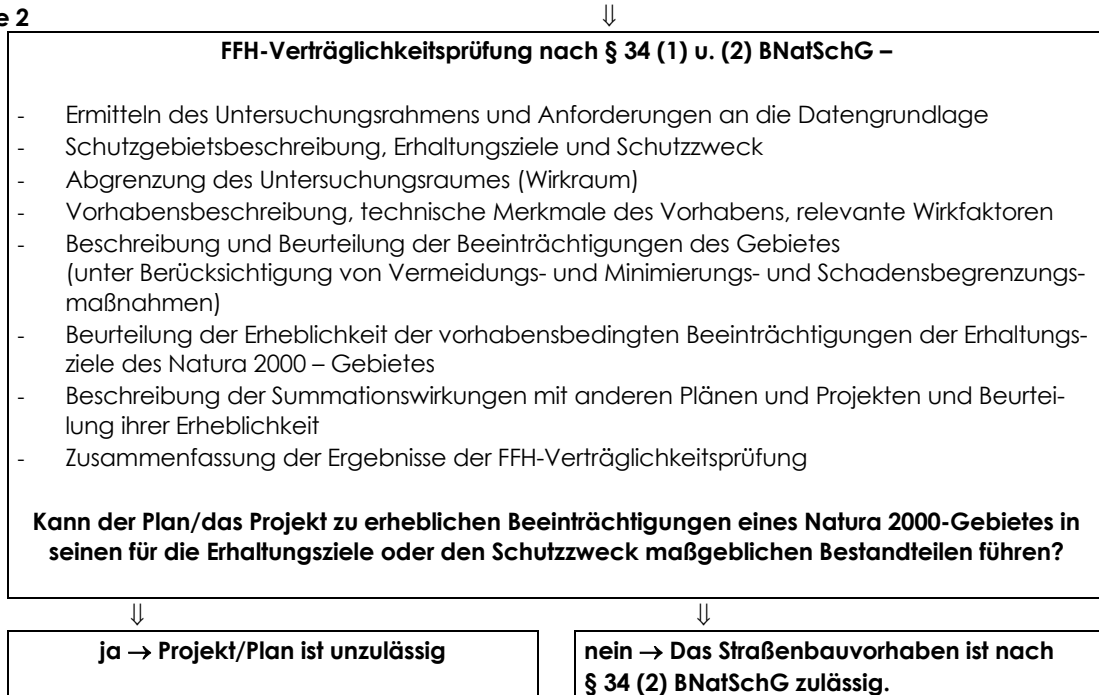 e 2
⇓
FFH-Verträglichkeitsprüfung nach § 34 (1) u. (2) BNatSchG –
- Ermitteln des Untersuchungsrahmens und Anforderungen an die Datengrundlage
- Schutzgebietsbeschreibung, Erhaltungsziele und Schutzzweck
- Abgrenzung des Untersuchungsraumes (Wirkraum)
- Vorhabensbeschreibung, technische Merkmale des Vorhabens, relevante Wirkfaktoren
- Beschreibung und Beurteilung der Beeinträchtigungen des Gebietes
(unter Berücksichtigung von Vermeidungs- und Minimierungs- und Schadensbegrenzungs-
maßnahmen)
- Beurteilung der Erheblichkeit der vorhabensbedingten Beeinträchtigungen der Erhaltungs-
ziele des Natura 2000 – Gebietes
- Beschreibung der Summationswirkungen mit anderen Plänen und Projekten und Beurtei-
lung ihrer Erheblichkeit
- Zusammenfassung der Ergebnisse der FFH-Verträglichkeitsprüfung
Kann der Plan/das Projekt zu erheblichen Beeinträchtigungen eines Natura 2000-Gebietes in
seinen für die Erhaltungsziele oder den Schutzzweck maßgeblichen Bestandteilen führen?
⇓ ⇓
ja → Projekt/Plan ist unzulässig
nein → Das Straßenbauvorhaben ist nach
§ 34 (2) BNatSchG zulässig.